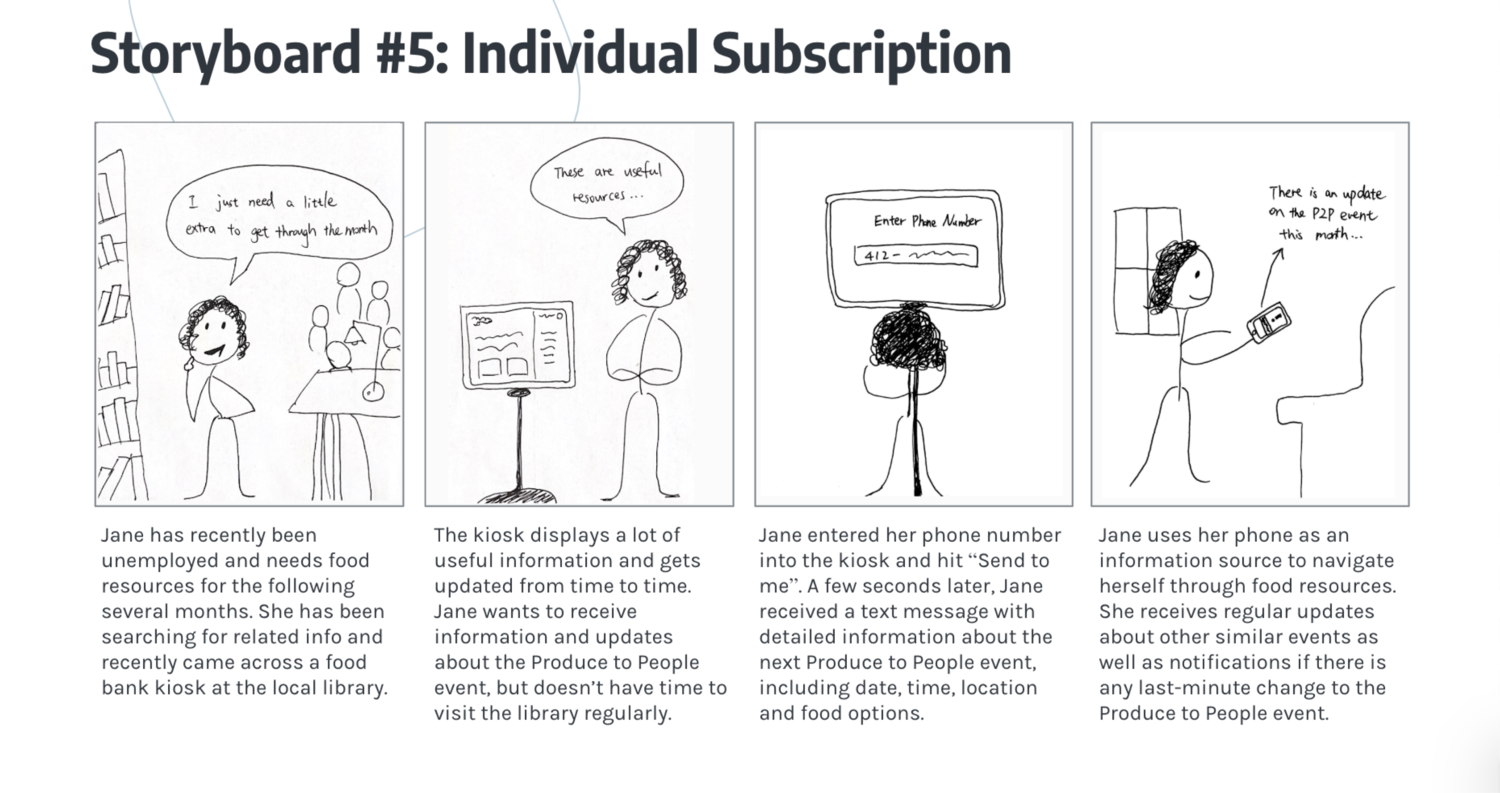 Storyboard #5: Individual Subscription
I just need a little
extra to get through the month
These are useful
resources...
Enter Phone Number
412-
There is an update
on the P2P event
this math...
Jane has recently been
unemployed and needs food
resources for the following
several months. She has been
searching for related info and
recently came across a food
bank kiosk at the local library.
The kiosk displays a lot of
useful information and gets
updated from time to time.
Jane wants to receive
information and updates
about the Produce to People
event, but doesn’t have time to
visit the library regularly.
Jane entered her phone number
into the kiosk and hit “Send to
me”. A few seconds later, Jane
received a text message with
detailed information about the
next Produce to People event,
including date, time, location
and food options.
Jane uses her phone as an
information source to navigate
herself through food resources.
She receives regular updates
about other similar events as
well as notifications if there is
any last-minute change to the
Produce to People event.